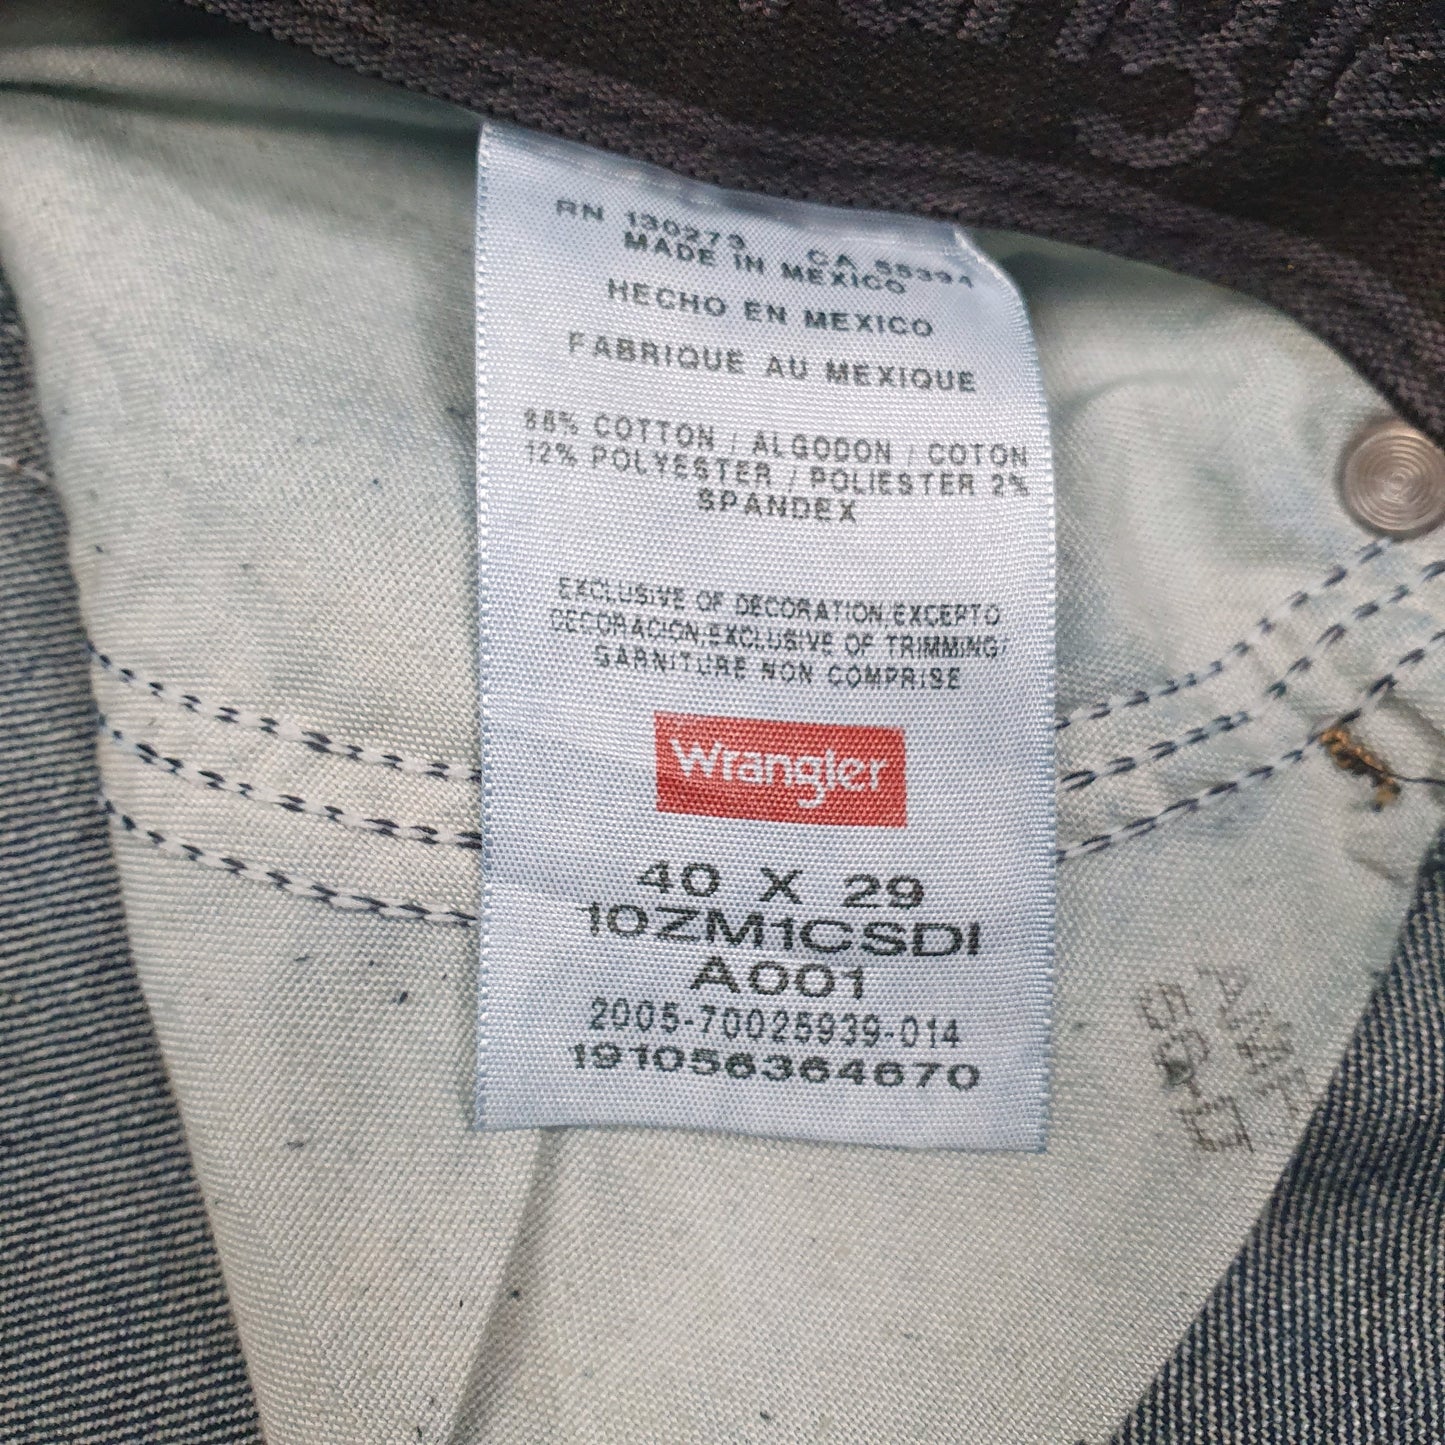 RN 130273 CA 55394
MADE IN MEXICO
HECHO EN MEXICO
FABRIQUE AU MEXIQUE
86% COTTON / ALGODON / COTON
12% POLYESTER / POLIESTER 2%
SPANDEX
EXCLUSIVE OF DECORATION/EXCEPTO
DECORACION/EXCLUSIVE OF TRIMMING/
GARNITURE NON COMPRISE
Wrangler
40 X 29
10ZM1CSDI
A001
2005-70025939-014
191056364670